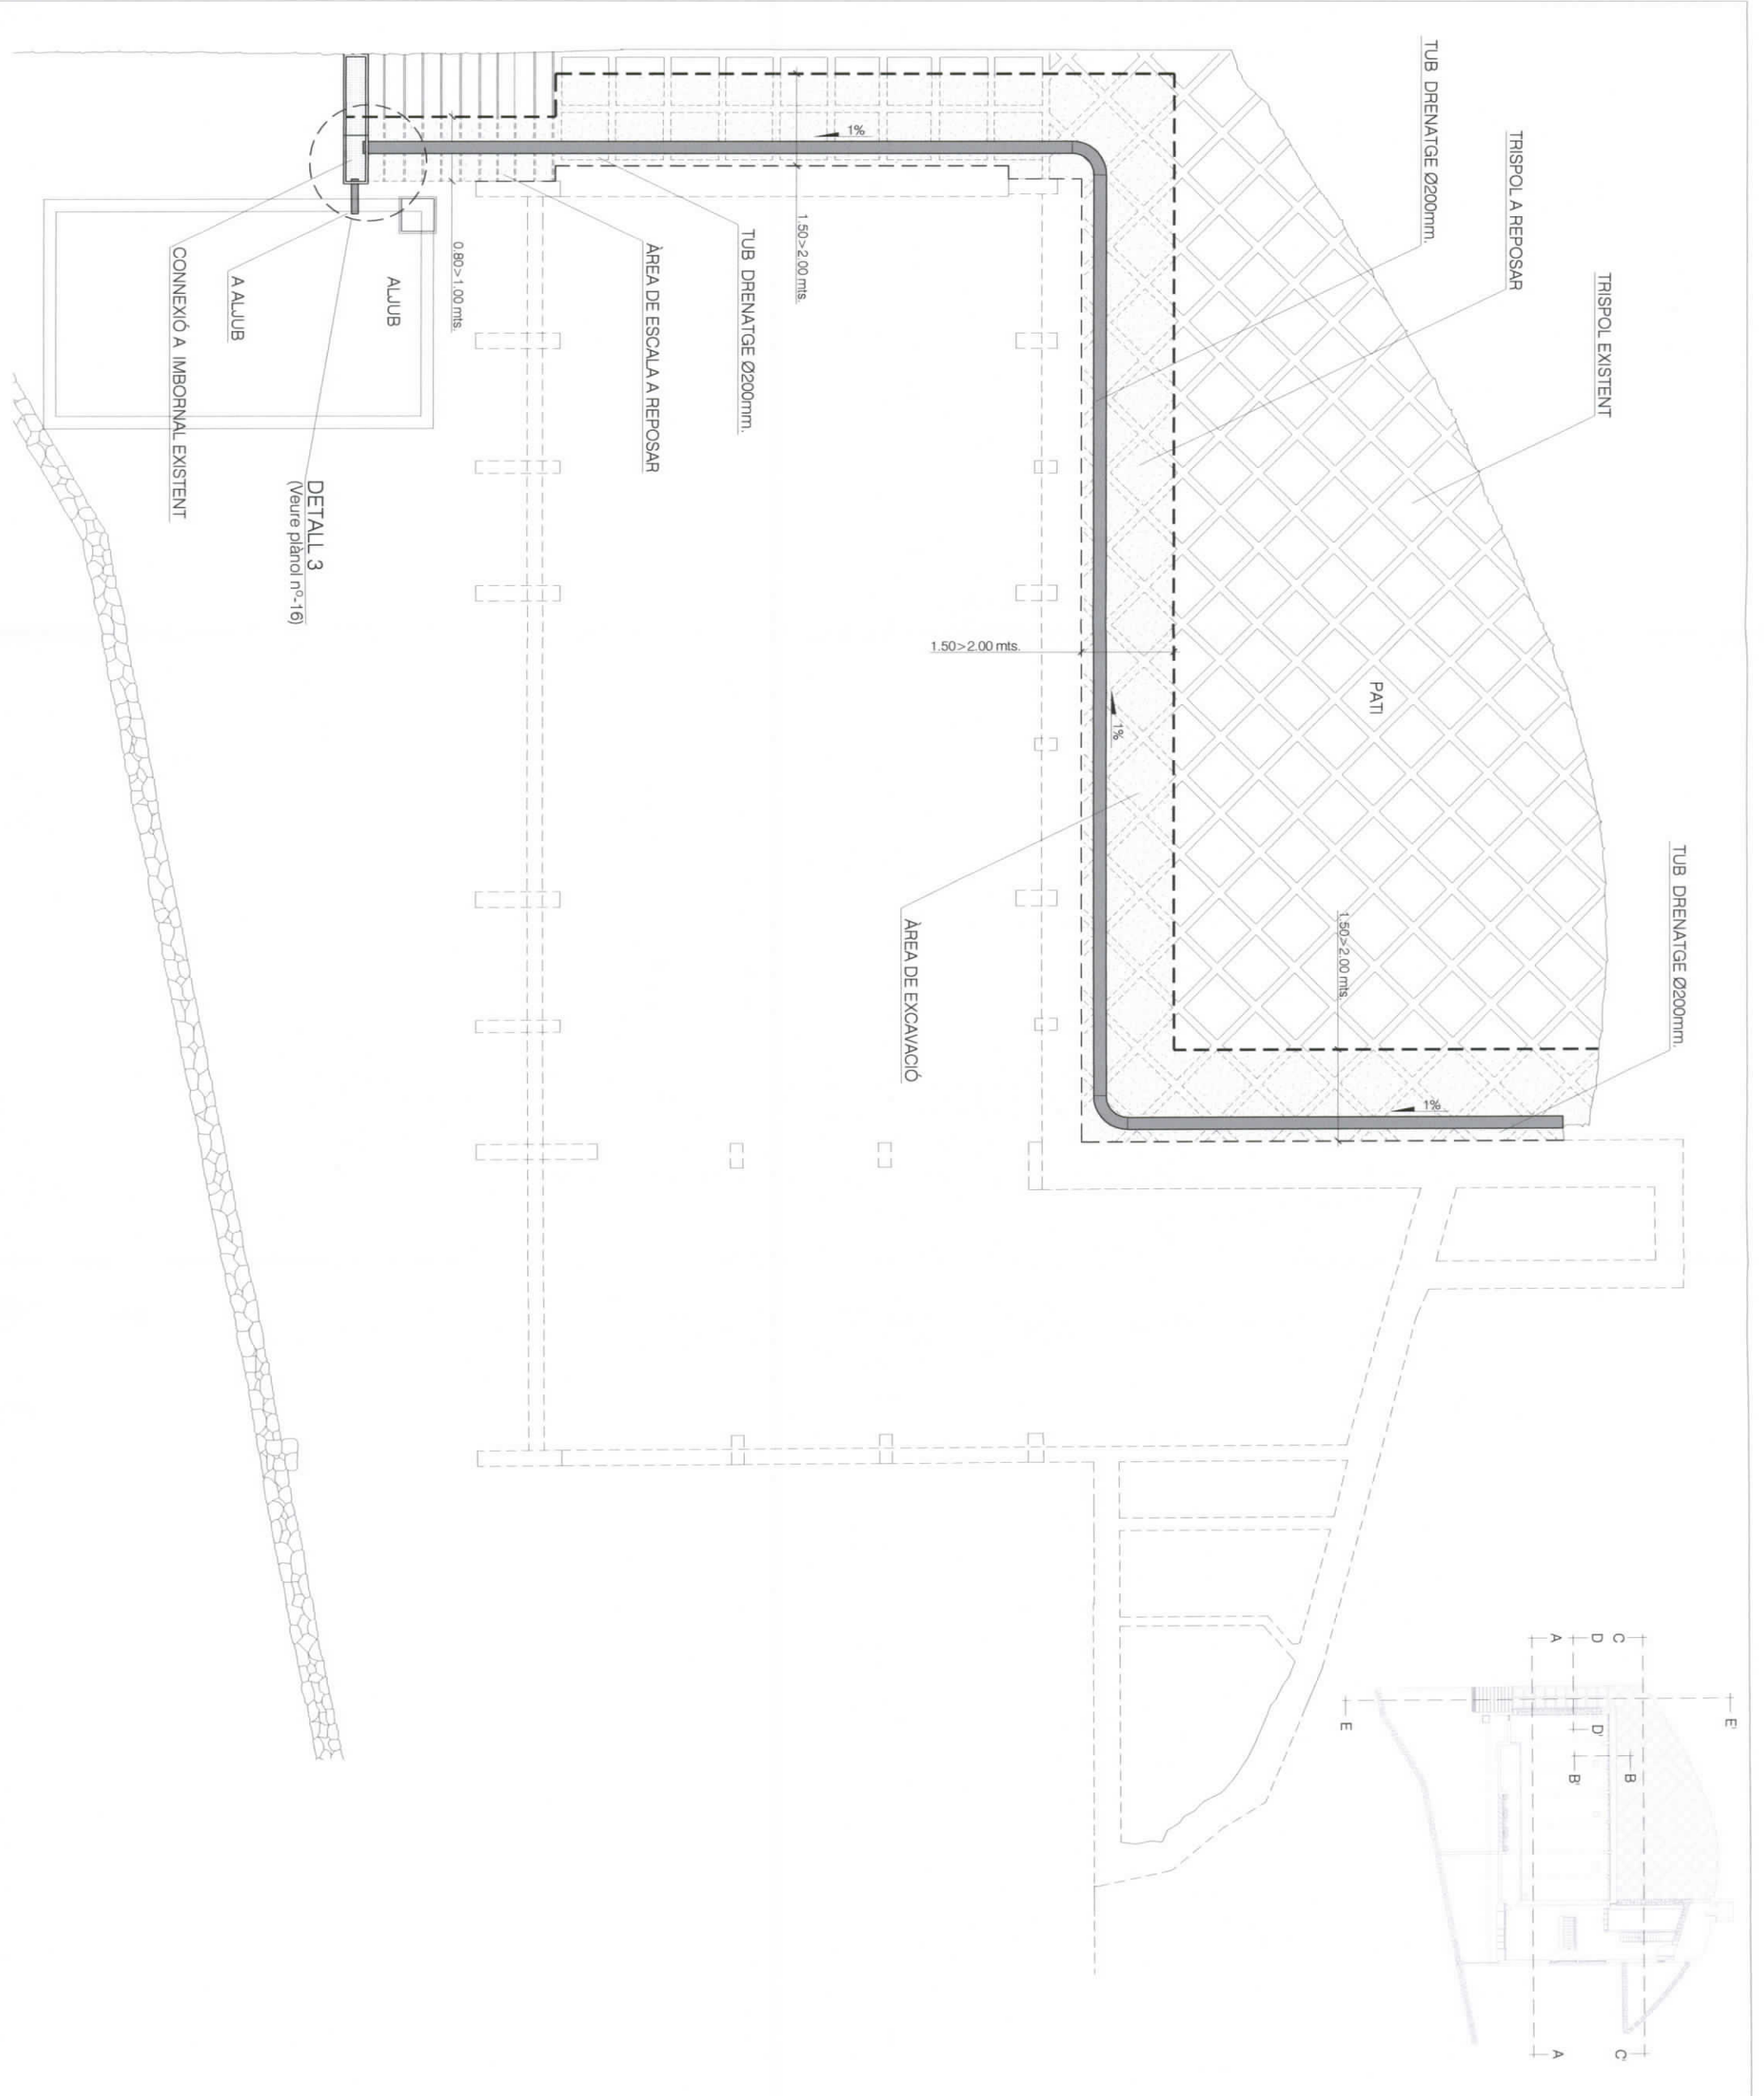 TUB DRENATGE Ø200mm.
TRISPOL A REPOSAR
TRISPOL EXISTENT
PATI
TUB DRENATGE Ø200mm.
1.50>2.00 mts.
1%
1%
1.50>2.00 mts.
1%
1.50>2.00 mts.
TUB DRENATGE Ø200mm.
ÀREA DE ESCALA A REPOSAR
ÀREA DE EXCAVACIÓ
0.80>1.00 mts.
ALJUB
A ALJUB
CONNEXIÓ A IMBORNAL EXISTENT
DETALL 3
(Veure plànol nº-16)
E'
C
D
A
D'
B
B'
E
C'
A